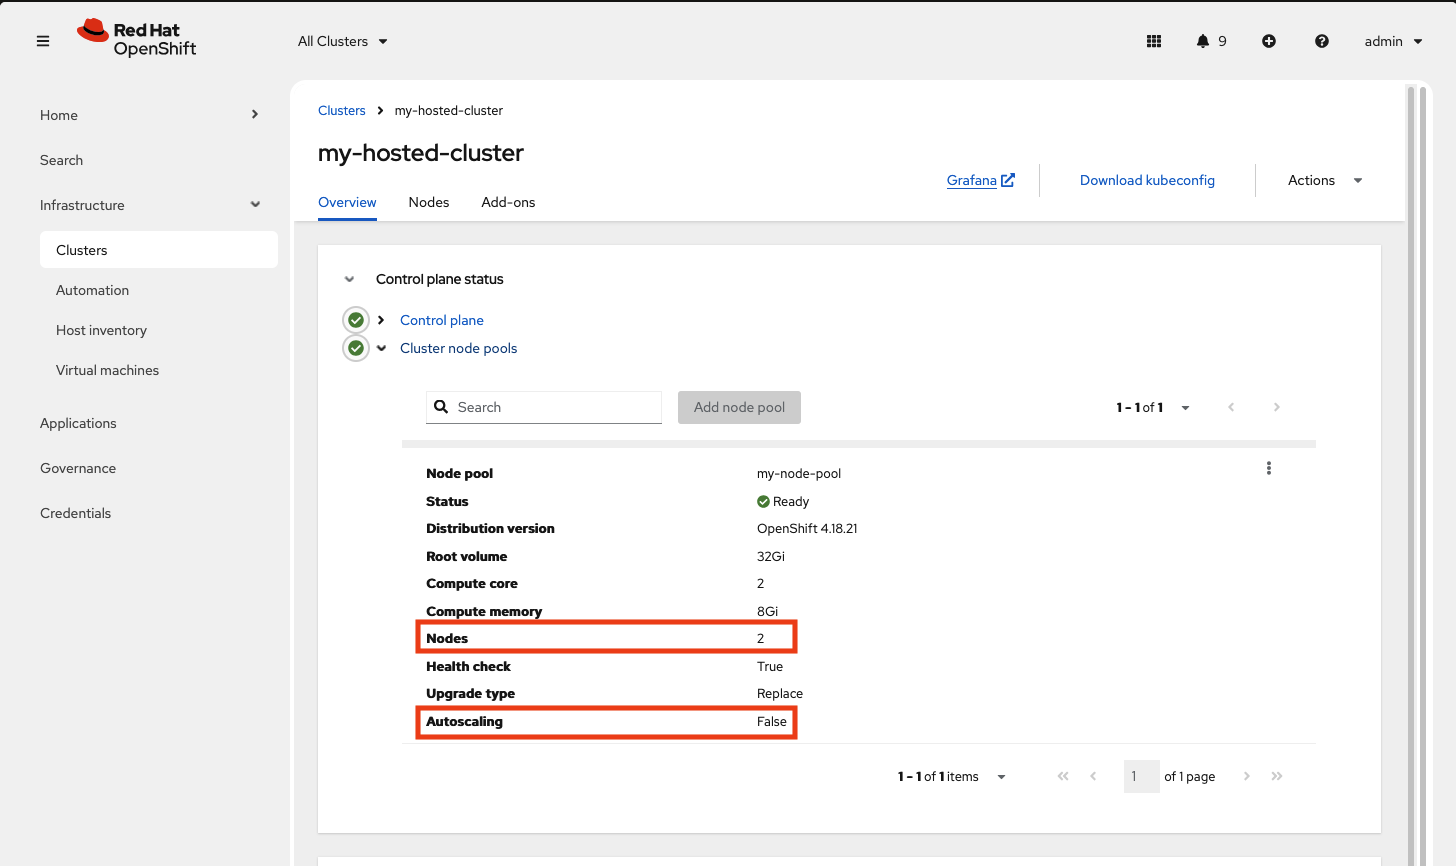 Red Hat
OpenShift
All Clusters
9
admin
Home
Search
Infrastructure
Clusters
Automation
Host inventory
Virtual machines
Applications
Governance
Credentials
Clusters my-hosted-cluster
my-hosted-cluster
Grafana
Download kubeconfig
Actions
Overview Nodes Add-ons
Control plane status
Control plane
Cluster node pools
Search
Add node pool
1 - 1 of 1
Node pool my-node-pool
Status Ready
Distribution version OpenShift 4.18.21
Root volume 32Gi
Compute core 2
Compute memory 8Gi
Nodes 2
Health check True
Upgrade type Replace
Autoscaling False
1 - 1 of 1 items
1 of 1 page